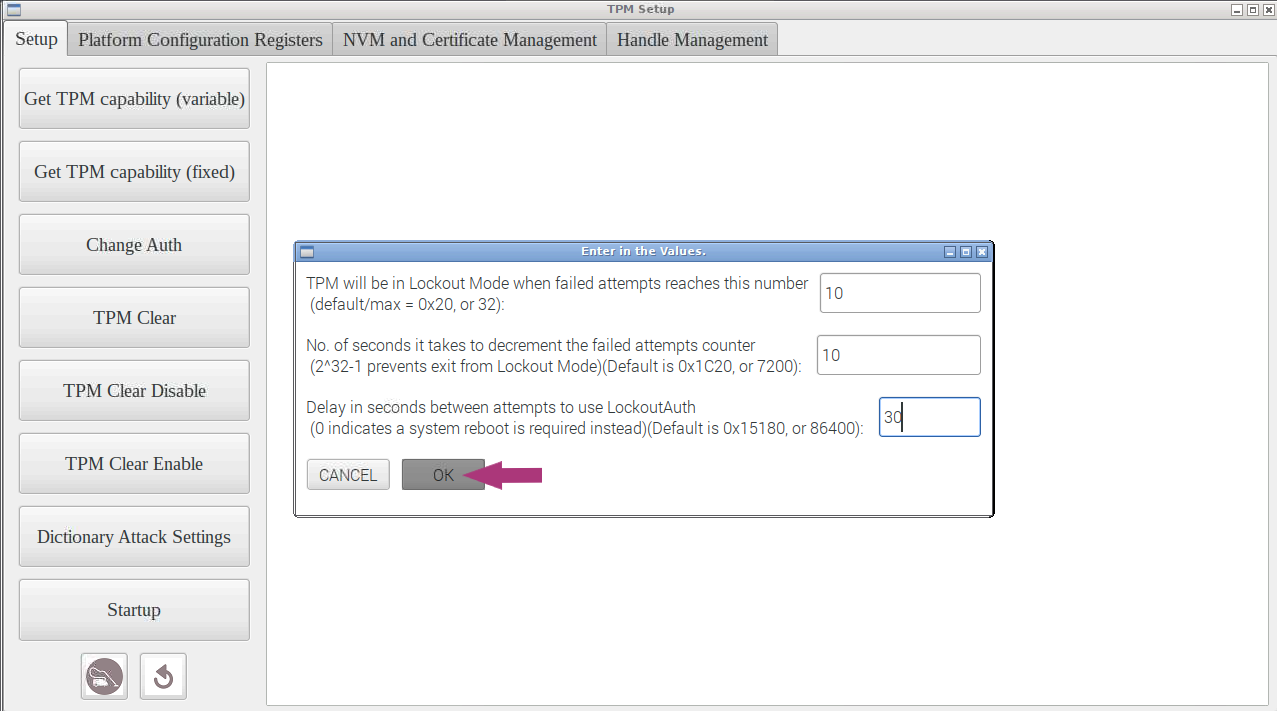 TPM Setup
Setup
Platform Configuration Registers
NVM and Certificate Management
Handle Management
Get TPM capability (variable)
Get TPM capability (fixed)
Change Auth
TPM Clear
TPM Clear Disable
TPM Clear Enable
Dictionary Attack Settings
Startup
Enter in the Values.
TPM will be in Lockout Mode when failed attempts reaches this number
(default/max = 0x20, or 32):
10
No. of seconds it takes to decrement the failed attempts counter
(2^32-1 prevents exit from Lockout Mode)(Default is 0x1C20, or 7200):
10
Delay in seconds between attempts to use LockoutAuth
(0 indicates a system reboot is required instead)(Default is 0x15180, or 86400):
30
CANCEL
OK